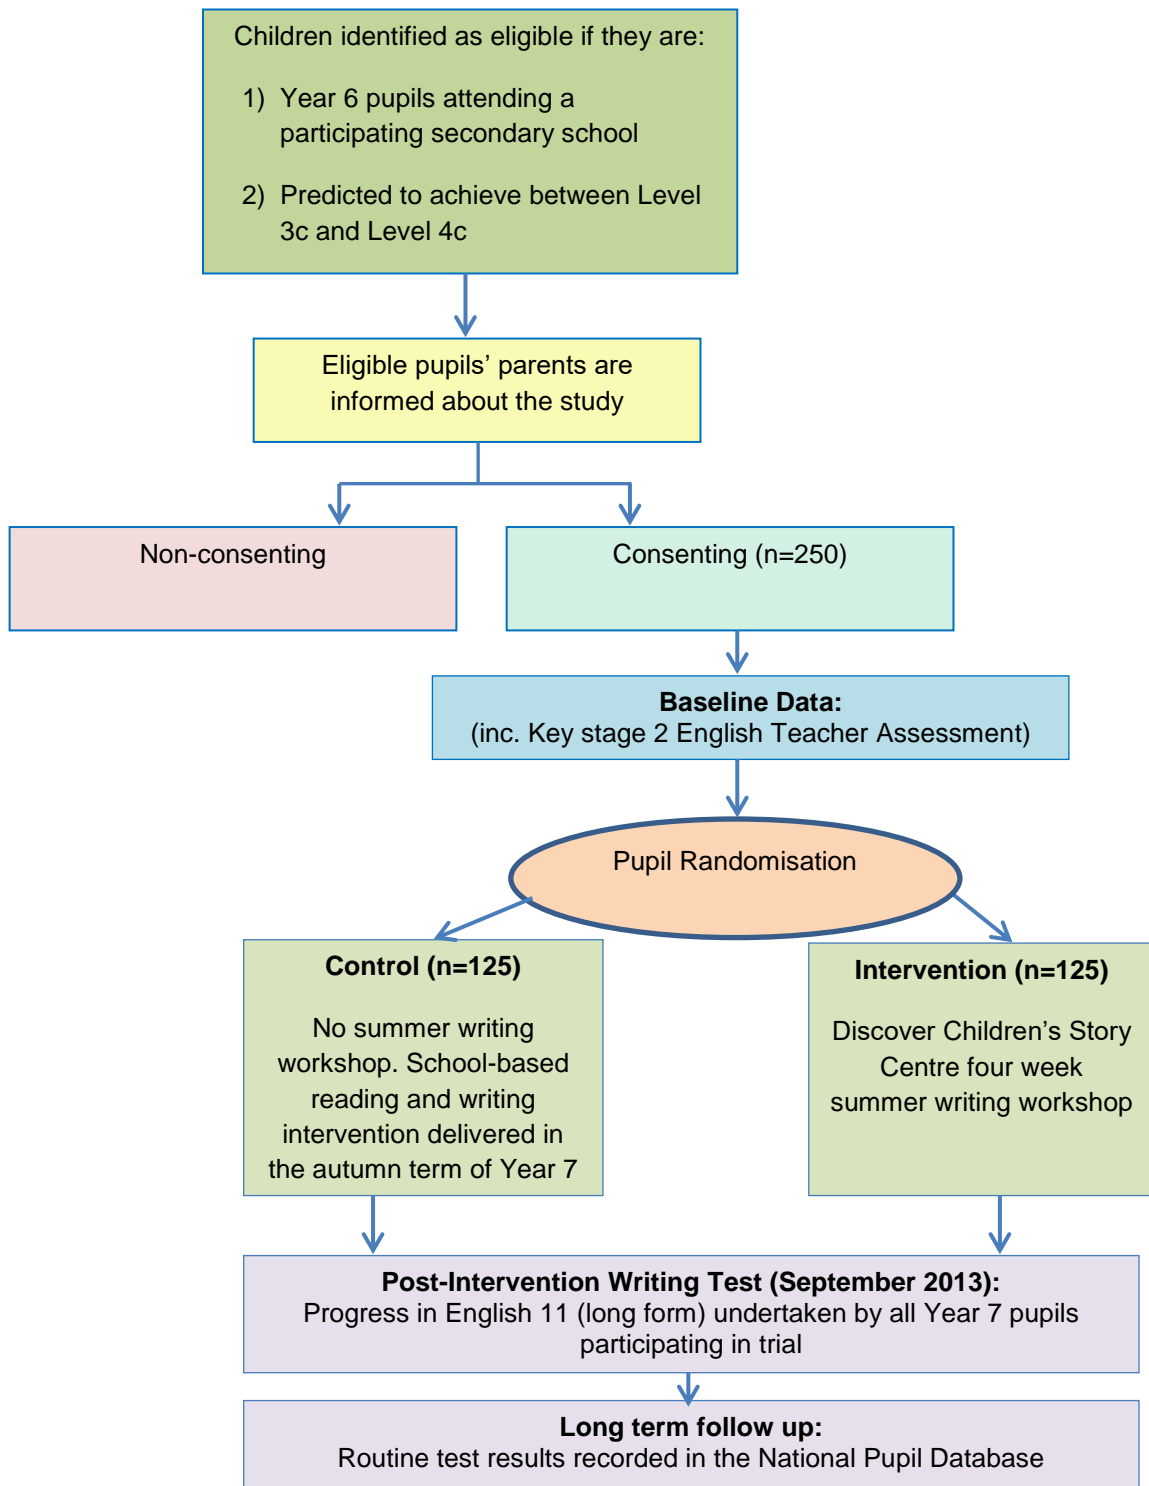 Children identified as eligible if they are:
1) Year 6 pupils attending a
participating secondary school
2) Predicted to achieve between Level
3c and Level 4c
Eligible pupils’ parents are
informed about the study
Non-consenting
Consenting (n=250)
Baseline Data:
(inc. Key stage 2 English Teacher Assessment)
Pupil Randomisation
Control (n=125)
No summer writing
workshop. School-based
reading and writing
intervention delivered in
the autumn term of Year 7
Intervention (n=125)
Discover Children’s Story
Centre four week
summer writing workshop
Post-Intervention Writing Test (September 2013):
Progress in English 11 (long form) undertaken by all Year 7 pupils
participating in trial
Long term follow up:
Routine test results recorded in the National Pupil Database